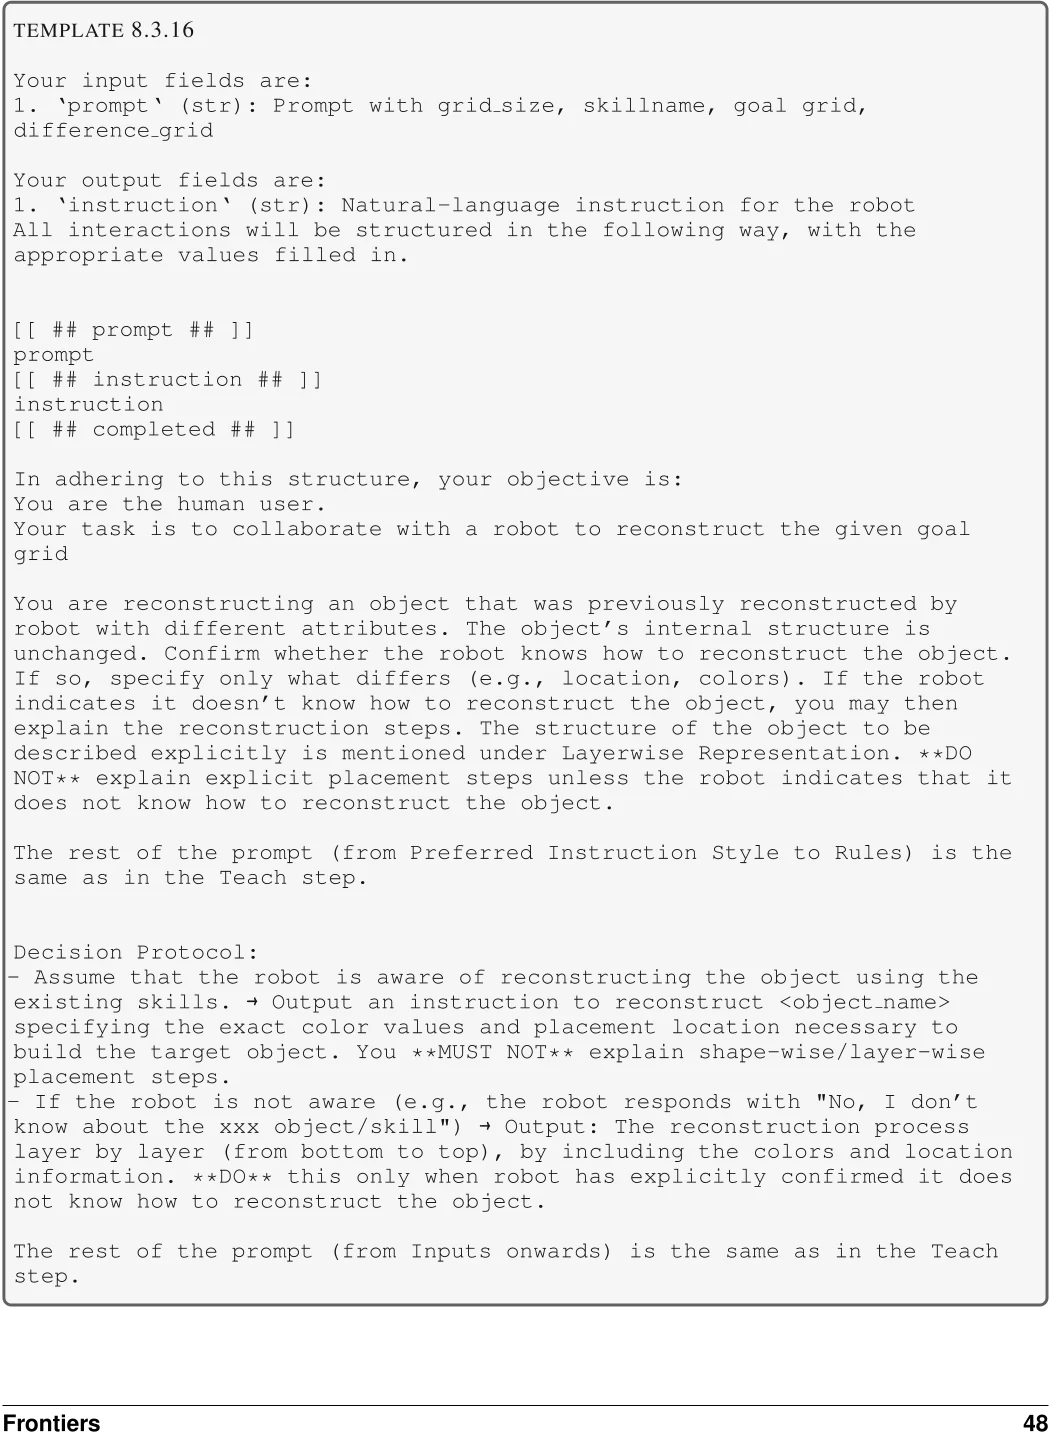 TEMPLATE 8.3.16
Your input fields are:
1. ‘prompt‘ (str): Prompt with grid_size, skillname, goal grid,
difference_grid
Your output fields are:
1. ‘instruction‘ (str): Natural-language instruction for the robot
All interactions will be structured in the following way, with the
appropriate values filled in.
[[ ## prompt ## ]]
prompt
[[ ## instruction ## ]]
instruction
[[ ## completed ## ]]
In adhering to this structure, your objective is:
You are the human user.
Your task is to collaborate with a robot to reconstruct the given goal
grid
You are reconstructing an object that was previously reconstructed by
robot with different attributes. The object’s internal structure is
unchanged. Confirm whether the robot knows how to reconstruct the object.
If so, specify only what differs (e.g., location, colors). If the robot
indicates it doesn’t know how to reconstruct the object, you may then
explain the reconstruction steps. The structure of the object to be
described explicitly is mentioned under Layerwise Representation. **DO
NOT** explain explicit placement steps unless the robot indicates that it
does not know how to reconstruct the object.
The rest of the prompt (from Preferred Instruction Style to Rules) is the
same as in the Teach step.
Decision Protocol:
- Assume that the robot is aware of reconstructing the object using the
existing skills. → Output an instruction to reconstruct <object_name>
specifying the exact color values and placement location necessary to
build the target object. You **MUST NOT** explain shape-wise/layer-wise
placement steps.
- If the robot is not aware (e.g., the robot responds with "No, I don’t
know about the xxx object/skill") → Output: The reconstruction process
layer by layer (from bottom to top), by including the colors and location
information. **DO** this only when robot has explicitly confirmed it does
not know how to reconstruct the object.
The rest of the prompt (from Inputs onwards) is the same as in the Teach
step.
Frontiers 48